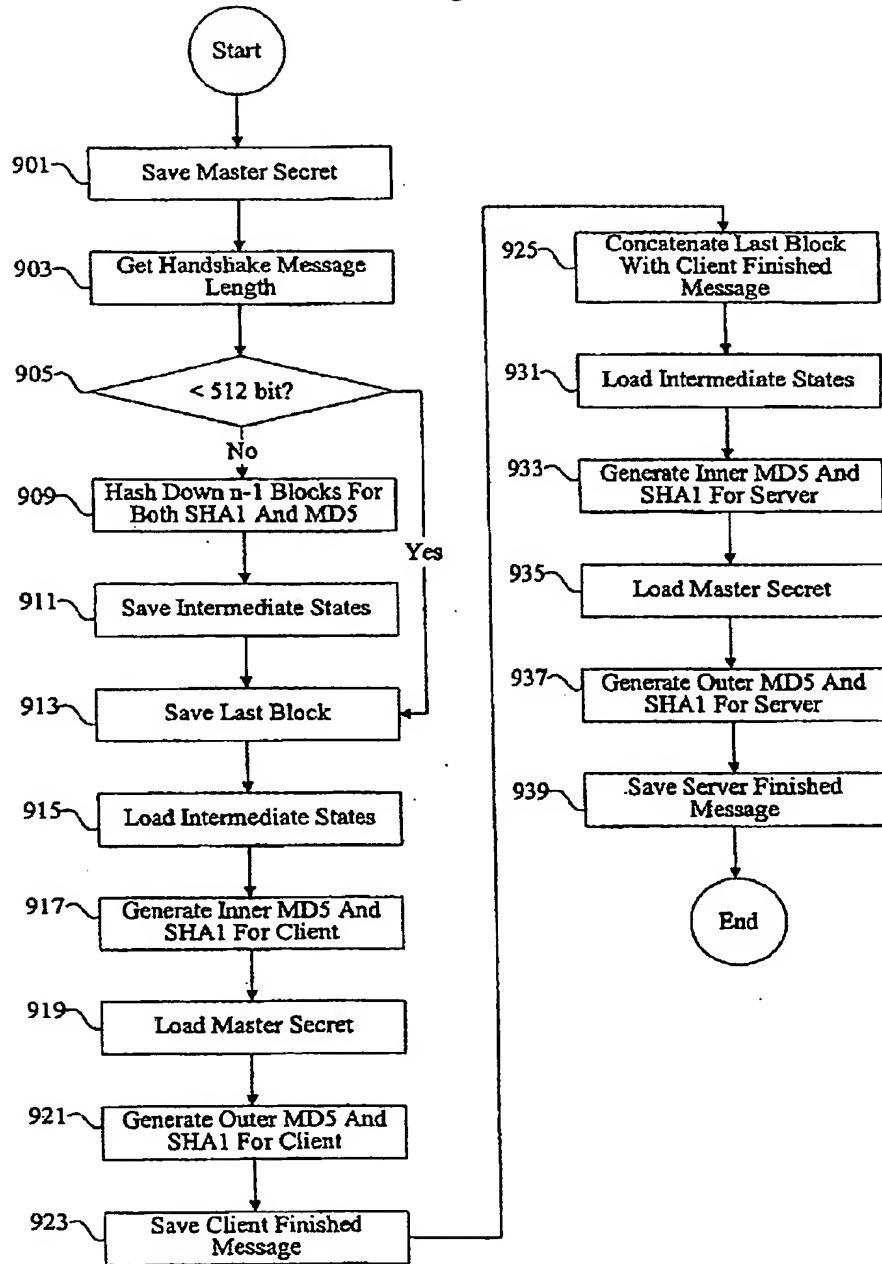 Start
901
Save Master Secret
903
Get Handshake Message
Length
905
< 512 bit?
No
Yes
909
Hash Down n-1 Blocks For
Both SHA1 And MD5
911
Save Intermediate States
913
Save Last Block
915
Load Intermediate States
917
Generate Inner MD5 And
SHA1 For Client
919
Load Master Secret
921
Generate Outer MD5 And
SHA1 For Client
923
Save Client Finished
Message
925
Concatenate Last Block
With Client Finished
Message
931
Load Intermediate States
933
Generate Inner MD5 And
SHA1 For Server
935
Load Master Secret
937
Generate Outer MD5 And
SHA1 For Server
939
Save Server Finished
Message
End